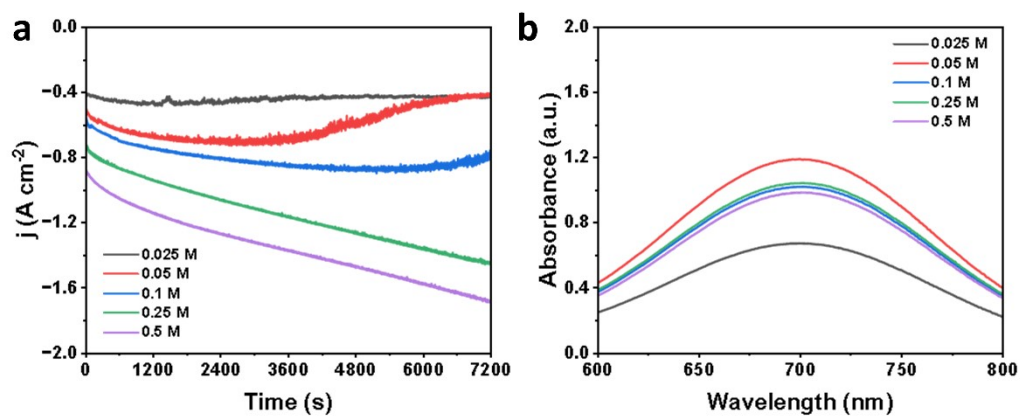 a
j (A cm-2)
0.0
−0.4
−0.8
−1.2
−1.6
−2.0
0.025 M
0.05 M
0.1 M
0.25 M
0.5 M
0 1200 2400 3600 4800 6000 7200
Time (s)
b
Absorbance (a.u.)
2.0
1.6
1.2
0.8
0.4
0.0
0.025 M
0.05 M
0.1 M
0.25 M
0.5 M
600 650 700 750 800
Wavelength (nm)